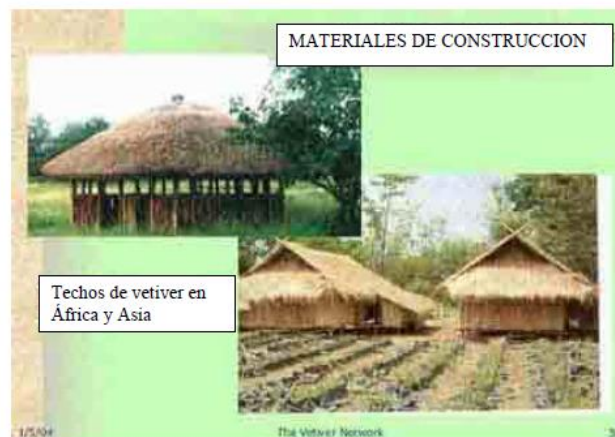 MATERIALES DE CONSTRUCCION
Techos de vetiver en
África y Asia
1/5/04
The Vetiver Network